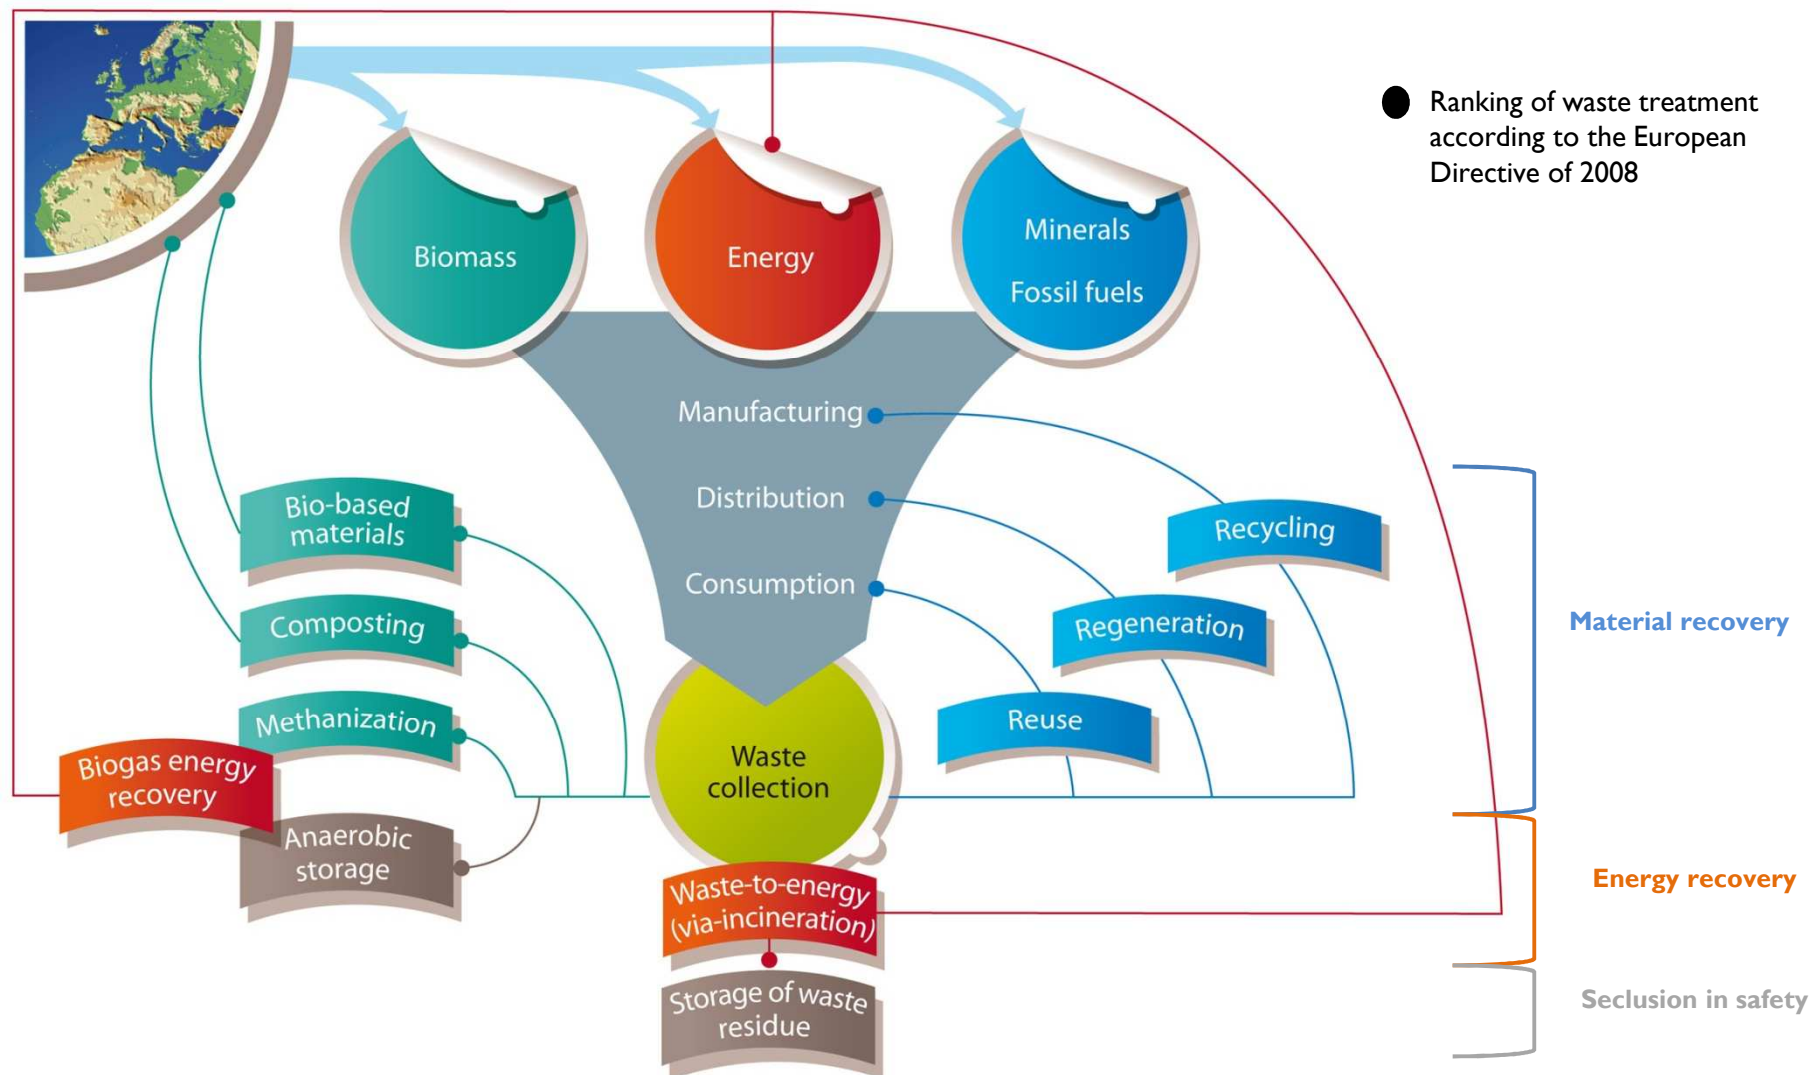 Ranking of waste treatment
according to the European
Directive of 2008
Biomass
Energy
Minerals
Fossil fuels
Manufacturing
Distribution
Consumption
Bio-based
materials
Composting
Methanization
Biogas energy
recovery
Anaerobic
storage
Recycling
Regeneration
Reuse
Waste
collection
Waste-to-energy
(via-incineration)
Storage of waste
residue
Material recovery
Energy recovery
Seclusion in safety